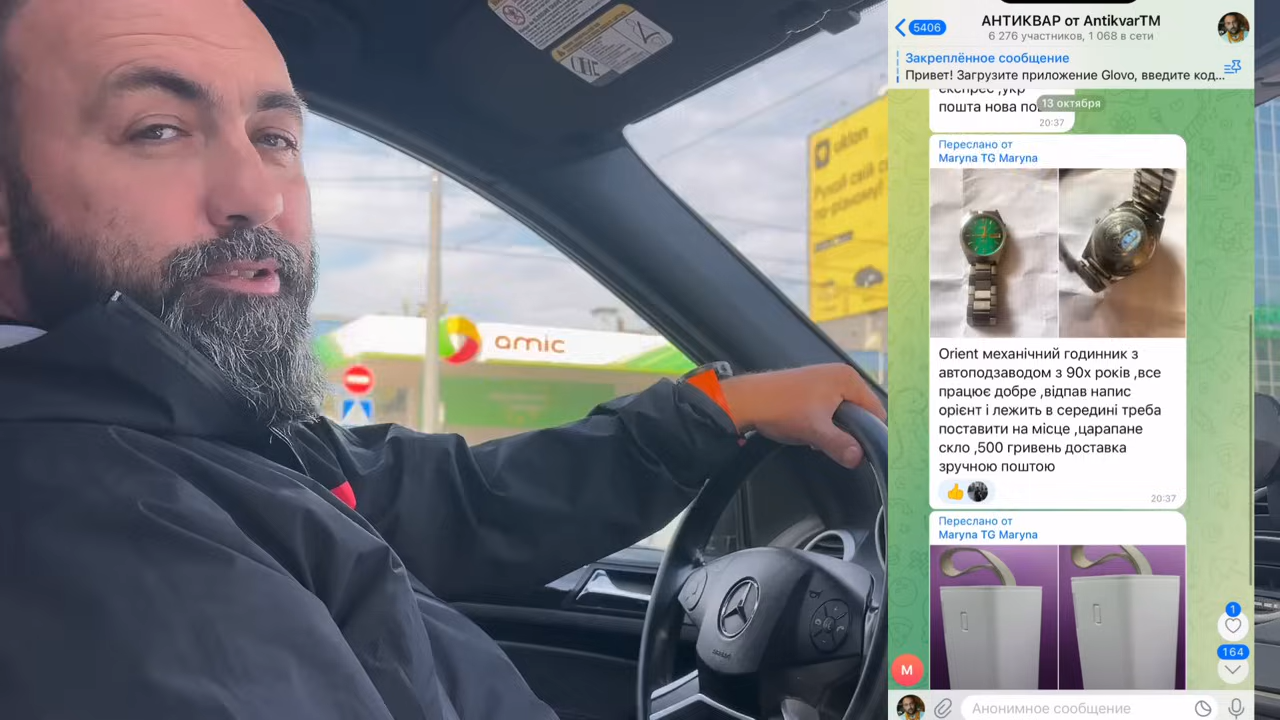 amic
uklon
5406
АНТИКВАР от AntikvarTM
6 276 участников, 1 068 в сети
Закреплённое сообщение
Привет! Загрузите приложение Glovo, введите код...
експрес ,укр
пошта нова
20:37
13 октября
Переслано от
Maryna TG Maryna
Orient механічний годинник з
автоподзаводом з 90х років ,все
працює добре ,відпав напис
орієнт і лежить в середині треба
поставити на місце ,царапане
скло ,500 гривень доставка
зручною поштою
20:37
Переслано от
Maryna TG Maryna
1
164
М
Анонимное сообщение